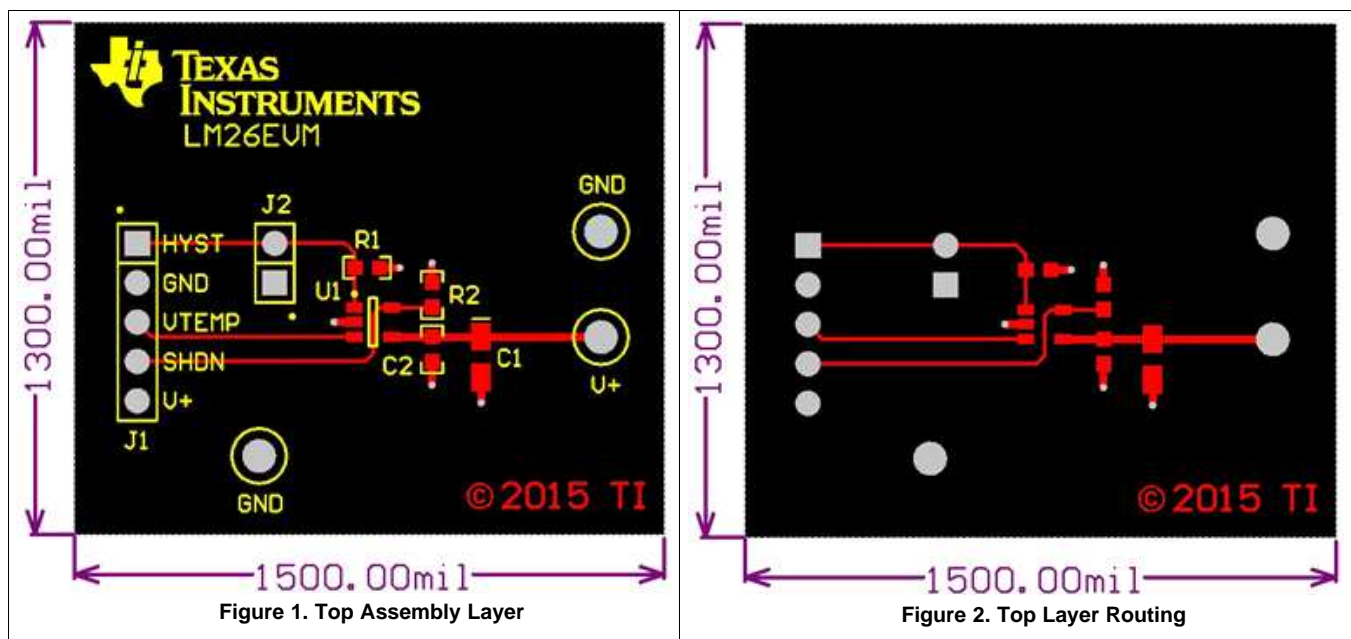 TEXAS
INSTRUMENTS
LM26EVM
GND
J2
HYST
R1
GND
U1
R2
VTEMP
SHDN
C2
C1
V+
V+
J1
GND
© 2015 TI
1300.00mil
1500.00mil
Figure 1. Top Assembly Layer
1300.00mil
© 2015 TI
1500.00mil
Figure 2. Top Layer Routing